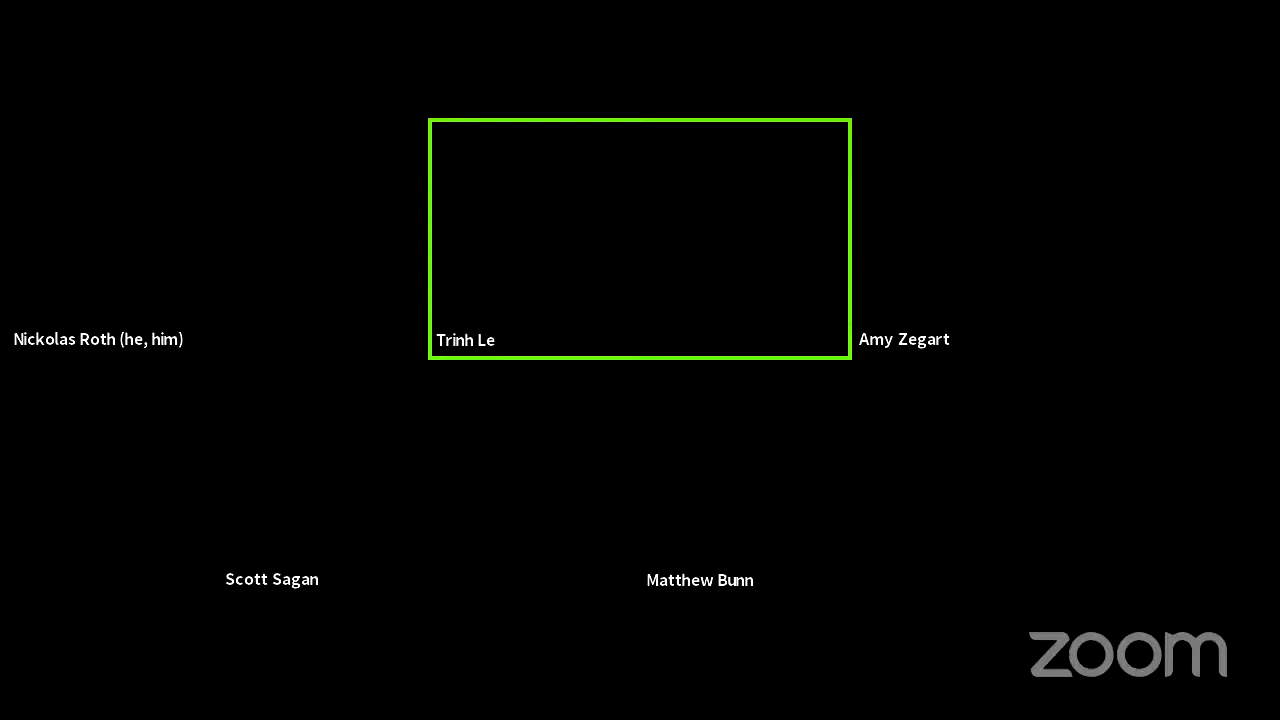 Nickolas Roth (he, him)
Trinh Le
Amy Zegart
Scott Sagan
Matthew Bunn
zoom